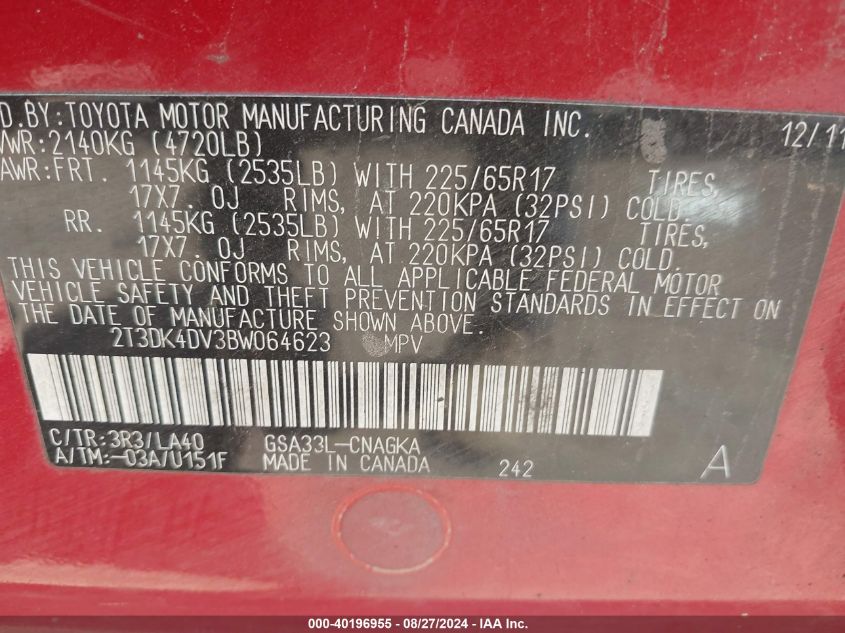 D. BY: TOYOTA MOTOR MANUFACTURING CANADA INC. 12/11
VWR: 2140KG (4720LB)
AWR: FRT. 1145KG (2535LB) WITH 225/65R17 TIRES,
17X7.0J RIMS, AT 220KPA (32PSI) COLD.
RR. 1145KG (2535LB) WITH 225/65R17 TIRES,
17X7.0J RIMS, AT 220KPA (32PSI) COLD.
THIS VEHICLE CONFORMS TO ALL APPLICABLE FEDERAL MOTOR
VEHICLE SAFETY AND THEFT PREVENTION STANDARDS IN EFFECT ON
THE DATE OF MANUFACTURE SHOWN ABOVE.
2T3DK4DV3BW064623 MPV
C/TR: 3R3/LA40 GSA33L-CNAGKA
A/TM: -03A/U151F MADE IN CANADA 242 A
000-40196955 - 08/27/2024 - IAA Inc.